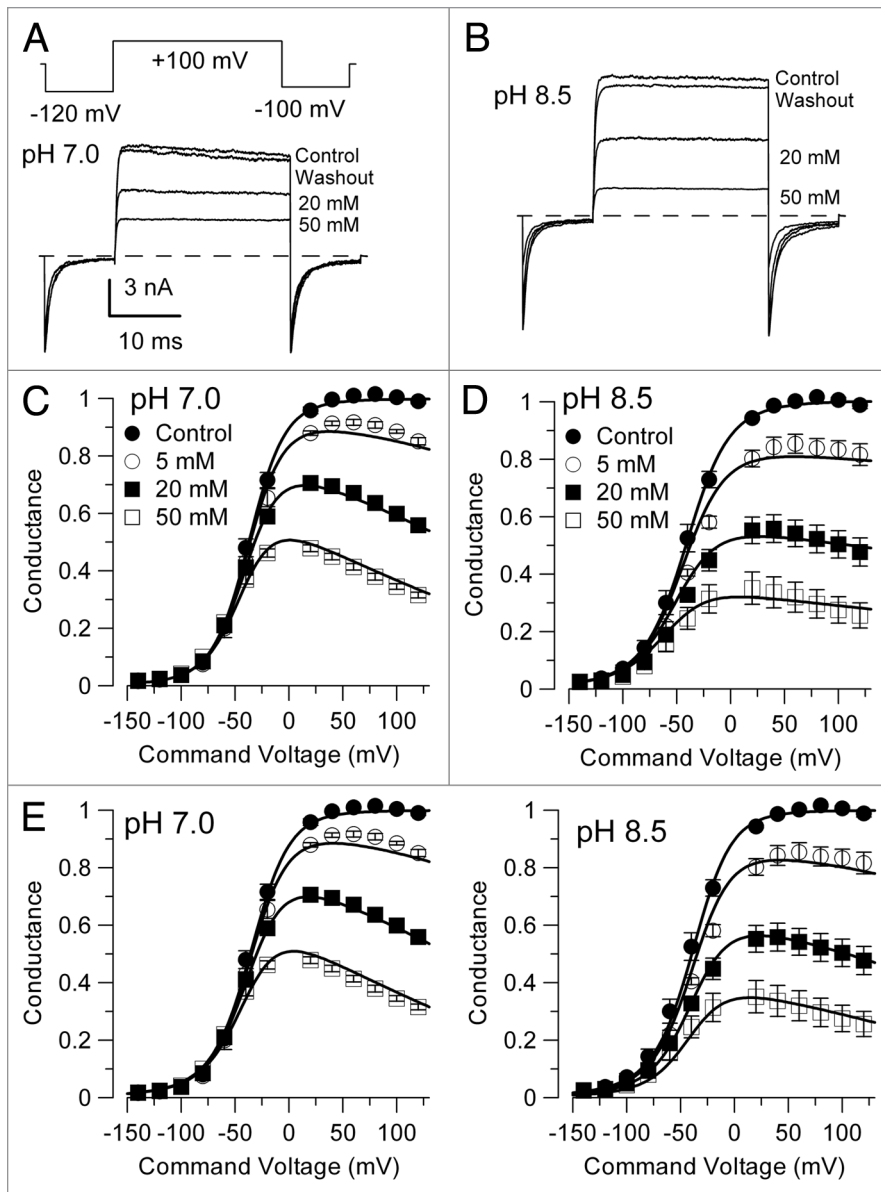 A
+100 mV
-120 mV
-100 mV
pH 7.0
Control
Washout
20 mM
50 mM
3 nA
10 ms
B
pH 8.5
Control
Washout
20 mM
50 mM
C
pH 7.0
Control
5 mM
20 mM
50 mM
Conductance
1
0.8
0.6
0.4
0.2
0
-150 -100 -50 0 50 100
Command Voltage (mV)
D
pH 8.5
Control
5 mM
20 mM
50 mM
Conductance
1
0.8
0.6
0.4
0.2
0
-150 -100 -50 0 50 100
Command Voltage (mV)
E
pH 7.0
Conductance
1
0.8
0.6
0.4
0.2
0
-150 -100 -50 0 50 100
Command Voltage (mV)
pH 8.5
Conductance
1
0.8
0.6
0.4
0.2
0
-150 -100 -50 0 50 100
Command Voltage (mV)